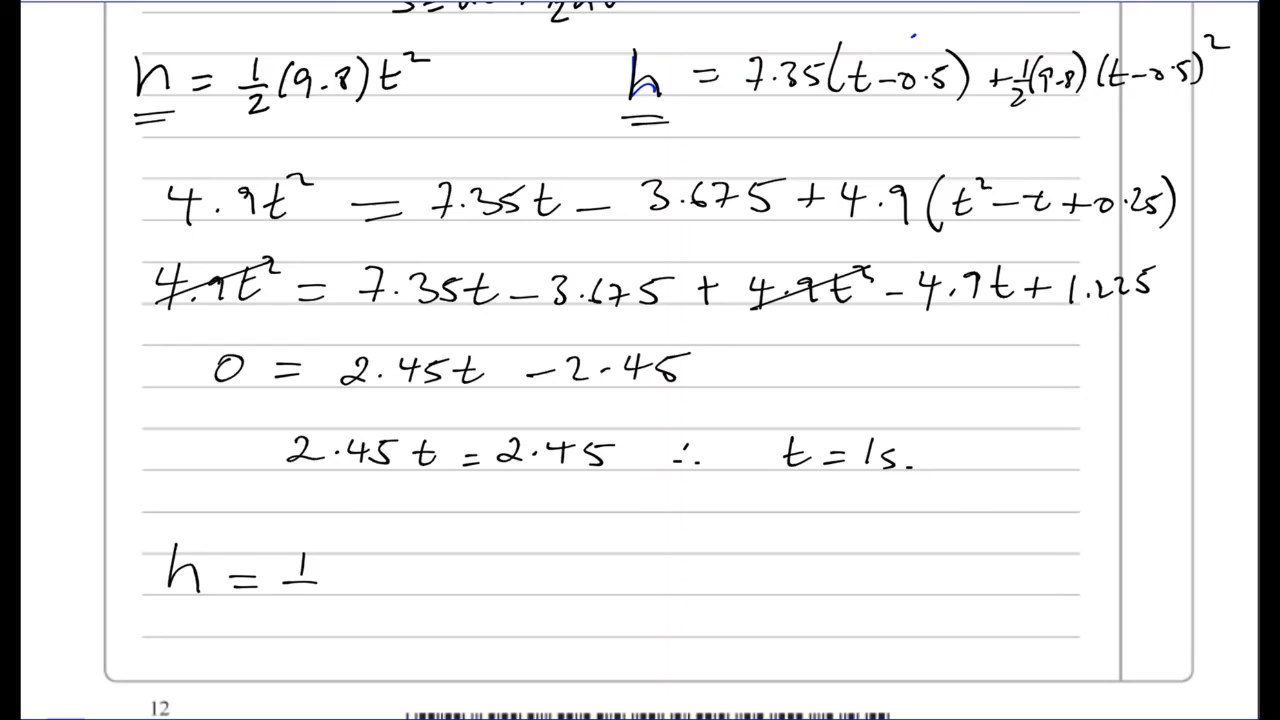 h = 1/2 (9.8) t² h = 7.35(t-0.5) + 1/2 (9.8) (t-0.5)²
4.9t² = 7.35t - 3.675 + 4.9 (t² - t + 0.25)
4.9t² = 7.35t - 3.675 + 4.9t² - 4.9t + 1.225
0 = 2.45t - 2.45
2.45t = 2.45 ∴ t = 1s.
h = 1
12